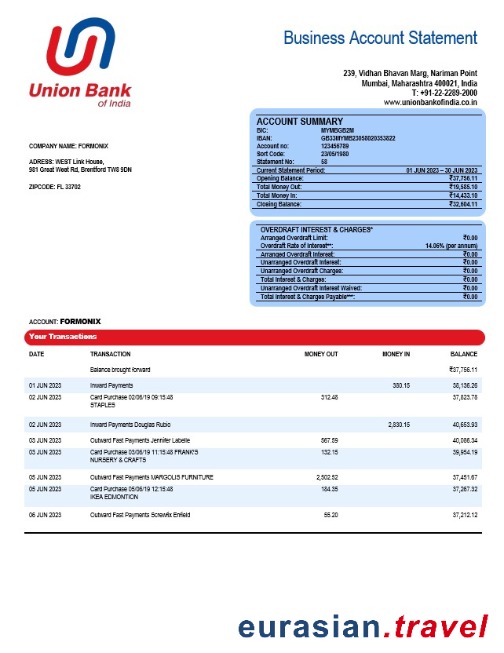 Union Bank
of India
Business Account Statement
239, Vidhan Bhavan Marg, Nariman Point
Mumbai, Maharashtra 400021, India
T: +91-22-2289-2000
www.unionbankofindia.co.in
COMPANY NAME: FORMONIX
ADRESS: WEST Link House,
981 Great West Rd, Brentford TW8 9DN
ZIPCODE: FL 33702
ACCOUNT SUMMARY
BIC: MYMBGB2M
IBAN: GB33MYMB23058020353822
Account no: 123456789
Sort Code: 23/05/1980
Statement No: 58
Current Statement Period: 01 JUN 2023 – 30 JUN 2023
Opening Balance: ₹37,756.11
Total Money Out: ₹19,585.10
Total Money In: ₹14,433.10
Closing Balance: ₹32,604.11
OVERDRAFT INTEREST & CHARGES*
Arranged Overdraft Limit: ₹0.00
Overdraft Rate of Interest**: 14.06% (per annum)
Arranged Overdraft Interest: ₹0.00
Unarranged Overdraft Interest: ₹0.00
Unarranged Overdraft Charges: ₹0.00
Total Interest & Charges: ₹0.00
Unarranged Overdraft Interest Waived: ₹0.00
Total Interest & Charges Payable***: ₹0.00
ACCOUNT: FORMONIX
Your Transactions
DATE TRANSACTION MONEY OUT MONEY IN BALANCE
Balance brought forward ₹37,756.11
01 JUN 2023 Inward Payments 380.15 38,136.26
02 JUN 2023 Card Purchase 02/06/19 09:15:48 312.48 37,823.78
STAPLES
02 JUN 2023 Inward Payments Douglas Rubio 2,830.15 40,653.93
03 JUN 2023 Outward Fast Payments Jennifer Labelle 567.59 40,086.34
03 JUN 2023 Card Purchase 03/06/19 11:15:48 FRANK'S 132.15 39,954.19
NURSERY & CRAFTS
05 JUN 2023 Outward Fast Payments MARGOLIS FURNITURE 2,502.52 37,451.67
05 JUN 2023 Card Purchase 05/06/19 12:15:48 184.35 37,267.32
IKEA EDMONTION
06 JUN 2023 Outward Fast Payments Screwfix Enfield 55.20 37,212.12
eurasian.travel